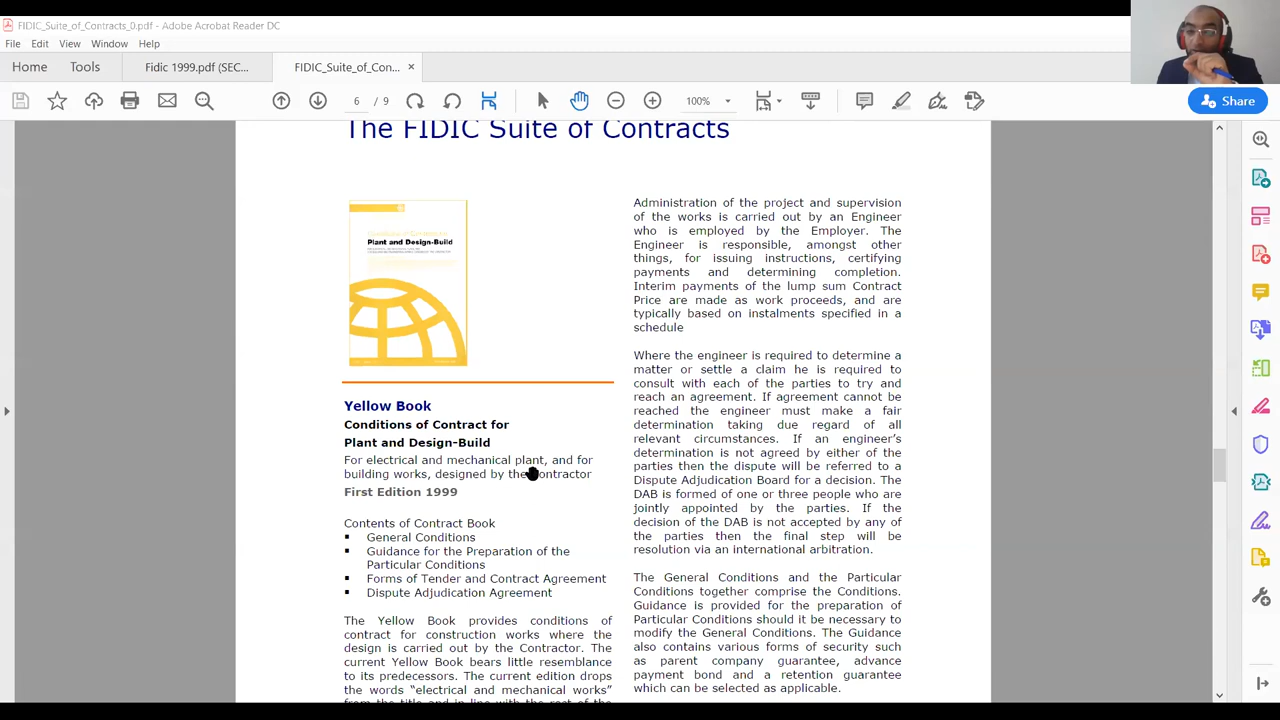 FIDIC_Suite_of_Contracts_0.pdf - Adobe Acrobat Reader DC
File Edit View Window Help
Home Tools Fidic 1999.pdf (SEC... FIDIC_Suite_of_Con... ×
6 / 9 100% Share
The FIDIC Suite of Contracts
Plant and Design-Build
Yellow Book
Conditions of Contract for
Plant and Design-Build
For electrical and mechanical plant, and for
building works, designed by the Contractor
First Edition 1999
Contents of Contract Book
▪ General Conditions
▪ Guidance for the Preparation of the
Particular Conditions
▪ Forms of Tender and Contract Agreement
▪ Dispute Adjudication Agreement
The Yellow Book provides conditions of
contract for construction works where the
design is carried out by the Contractor. The
current Yellow Book bears little resemblance
to its predecessors. The current edition drops
the words “electrical and mechanical works”
from the title and in line with the rest of the
Administration of the project and supervision
of the works is carried out by an Engineer
who is employed by the Employer. The
Engineer is responsible, amongst other
things, for issuing instructions, certifying
payments and determining completion.
Interim payments of the lump sum Contract
Price are made as work proceeds, and are
typically based on instalments specified in a
schedule
Where the engineer is required to determine a
matter or settle a claim he is required to
consult with each of the parties to try and
reach an agreement. If agreement cannot be
reached the engineer must make a fair
determination taking due regard of all
relevant circumstances. If an engineer’s
determination is not agreed by either of the
parties then the dispute will be referred to a
Dispute Adjudication Board for a decision. The
DAB is formed of one or three people who are
jointly appointed by the parties. If the
decision of the DAB is not accepted by any of
the parties then the final step will be
resolution via an international arbitration.
The General Conditions and the Particular
Conditions together comprise the Conditions.
Guidance is provided for the preparation of
Particular Conditions should it be necessary to
modify the General Conditions. The Guidance
also contains various forms of security such
as parent company guarantee, advance
payment bond and a retention guarantee
which can be selected as applicable.